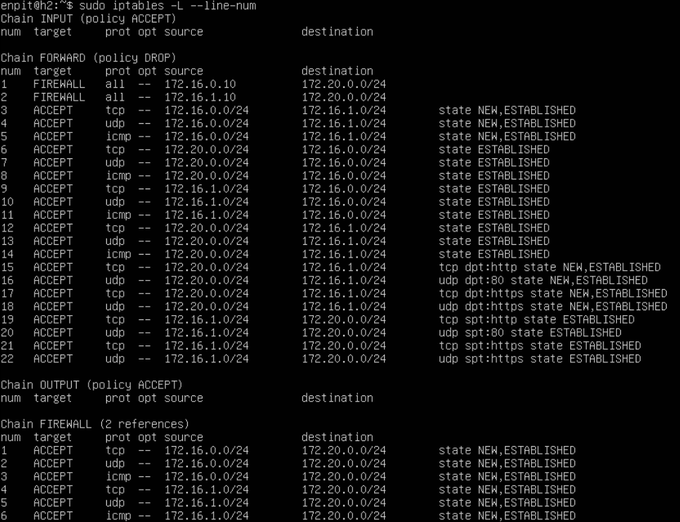 enpit@h2:~$ sudo iptables -L --line-num
Chain INPUT (policy ACCEPT)
num  target     prot opt source               destination

Chain FORWARD (policy DROP)
num  target     prot opt source               destination
1    FIREWALL   all  --  172.16.0.10          172.20.0.0/24
2    FIREWALL   all  --  172.16.1.10          172.20.0.0/24
3    ACCEPT     tcp  --  172.16.0.0/24        172.16.1.0/24        state NEW,ESTABLISHED
4    ACCEPT     udp  --  172.16.0.0/24        172.16.1.0/24        state NEW,ESTABLISHED
5    ACCEPT     icmp --  172.16.0.0/24        172.16.1.0/24        state NEW,ESTABLISHED
6    ACCEPT     tcp  --  172.20.0.0/24        172.16.0.0/24        state ESTABLISHED
7    ACCEPT     udp  --  172.20.0.0/24        172.16.0.0/24        state ESTABLISHED
8    ACCEPT     icmp --  172.20.0.0/24        172.16.0.0/24        state ESTABLISHED
9    ACCEPT     tcp  --  172.16.1.0/24        172.16.0.0/24        state ESTABLISHED
10   ACCEPT     udp  --  172.16.1.0/24        172.16.0.0/24        state ESTABLISHED
11   ACCEPT     icmp --  172.16.1.0/24        172.16.0.0/24        state ESTABLISHED
12   ACCEPT     tcp  --  172.20.0.0/24        172.16.1.0/24        state ESTABLISHED
13   ACCEPT     udp  --  172.20.0.0/24        172.16.1.0/24        state ESTABLISHED
14   ACCEPT     icmp --  172.20.0.0/24        172.16.1.0/24        state ESTABLISHED
15   ACCEPT     tcp  --  172.20.0.0/24        172.16.1.0/24        tcp dpt:http state NEW,ESTABLISHED
16   ACCEPT     udp  --  172.20.0.0/24        172.16.1.0/24        udp dpt:80 state NEW,ESTABLISHED
17   ACCEPT     tcp  --  172.20.0.0/24        172.16.1.0/24        tcp dpt:https state NEW,ESTABLISHED
18   ACCEPT     udp  --  172.20.0.0/24        172.16.1.0/24        udp dpt:https state NEW,ESTABLISHED
19   ACCEPT     tcp  --  172.16.1.0/24        172.20.0.0/24        tcp spt:http state ESTABLISHED
20   ACCEPT     udp  --  172.16.1.0/24        172.20.0.0/24        udp spt:80 state ESTABLISHED
21   ACCEPT     tcp  --  172.16.1.0/24        172.20.0.0/24        tcp spt:https state ESTABLISHED
22   ACCEPT     udp  --  172.16.1.0/24        172.20.0.0/24        udp spt:https state ESTABLISHED

Chain OUTPUT (policy ACCEPT)
num  target     prot opt source               destination

Chain FIREWALL (2 references)
num  target     prot opt source               destination
1    ACCEPT     tcp  --  172.16.0.0/24        172.20.0.0/24        state NEW,ESTABLISHED
2    ACCEPT     udp  --  172.16.0.0/24        172.20.0.0/24        state NEW,ESTABLISHED
3    ACCEPT     icmp --  172.16.0.0/24        172.20.0.0/24        state NEW,ESTABLISHED
4    ACCEPT     tcp  --  172.16.1.0/24        172.20.0.0/24        state NEW,ESTABLISHED
5    ACCEPT     udp  --  172.16.1.0/24        172.20.0.0/24        state NEW,ESTABLISHED
6    ACCEPT     icmp --  172.16.1.0/24        172.20.0.0/24        state NEW,ESTABLISHED